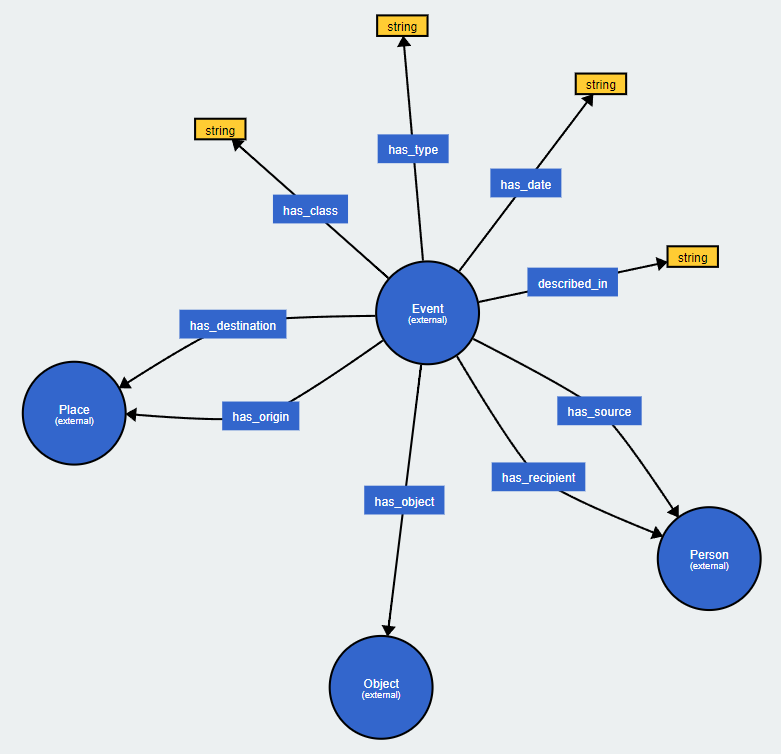 string
string
string
has_type
has_date
has_class
string
described_in
Event
(external)
has_destination
Place
(external)
has_origin
has_source
has_recipient
has_object
Person
(external)
Object
(external)